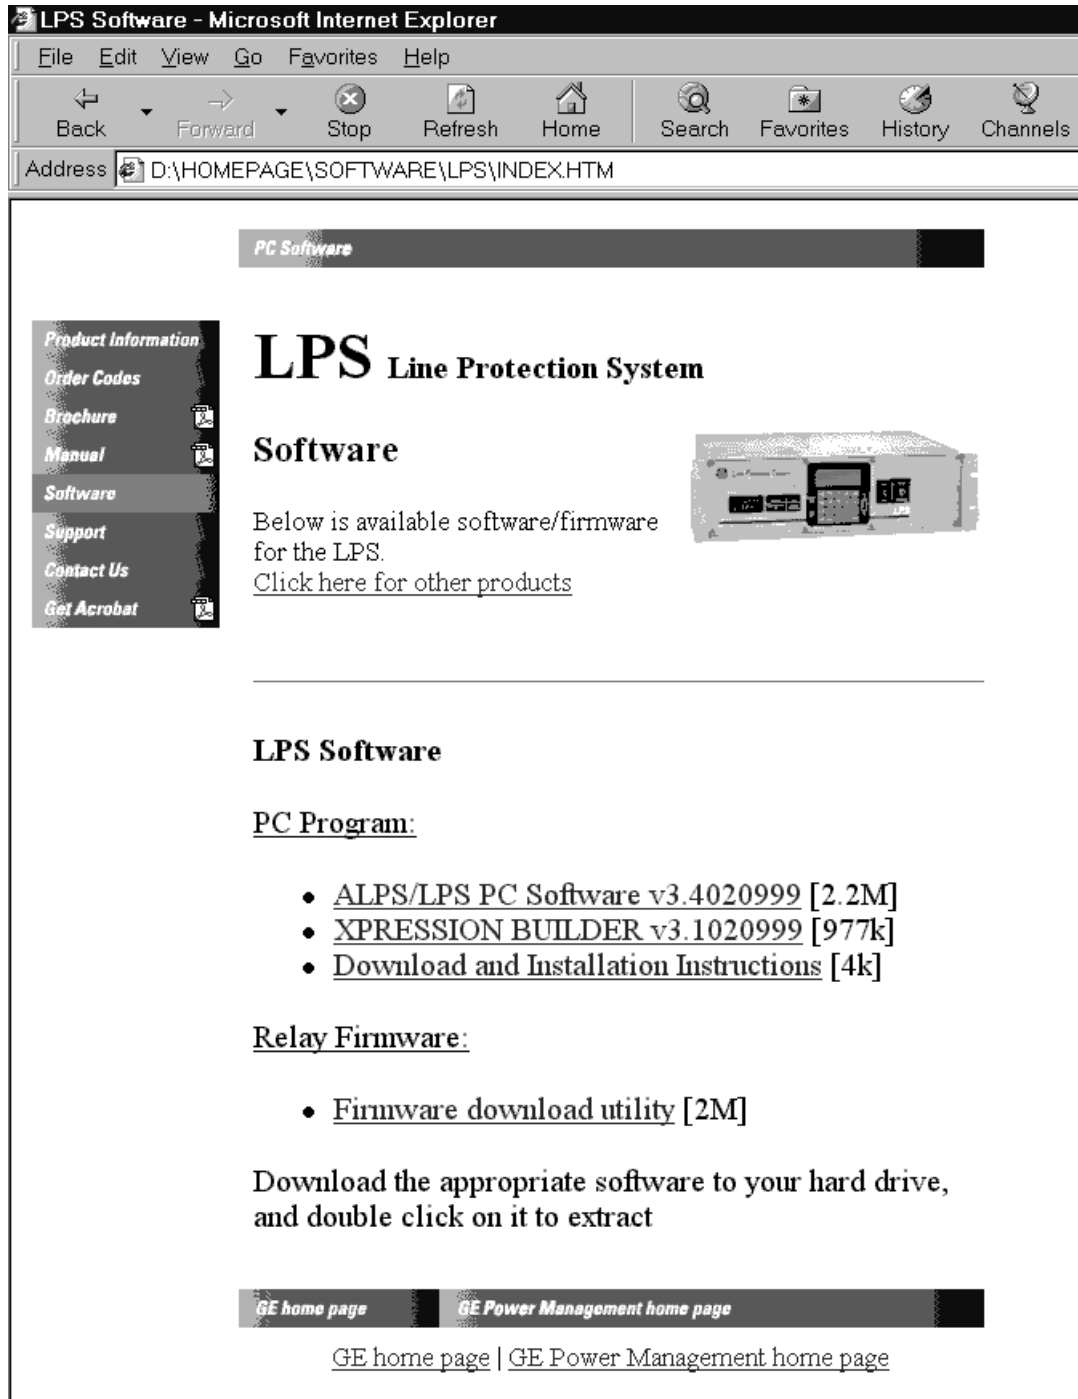 LPS Software - Microsoft Internet Explorer
File Edit View Go Favorites Help
Back Forward Stop Refresh Home Search Favorites History Channels
Address D:\HOMEPAGE\SOFTWARE\LPS\INDEX.HTM
PC Software
Product Information
Order Codes
Brochure
Manual
Software
Support
Contact Us
Get Acrobat
LPS Line Protection System
Software
Below is available software/firmware
for the LPS.
Click here for other products
LPS Software
PC Program:
• ALPS/LPS PC Software v3.4020999 [2.2M]
• XPRESSION BUILDER v3.1020999 [977k]
• Download and Installation Instructions [4k]
Relay Firmware:
• Firmware download utility [2M]
Download the appropriate software to your hard drive,
and double click on it to extract
GE home page GE Power Management home page
GE home page | GE Power Management home page